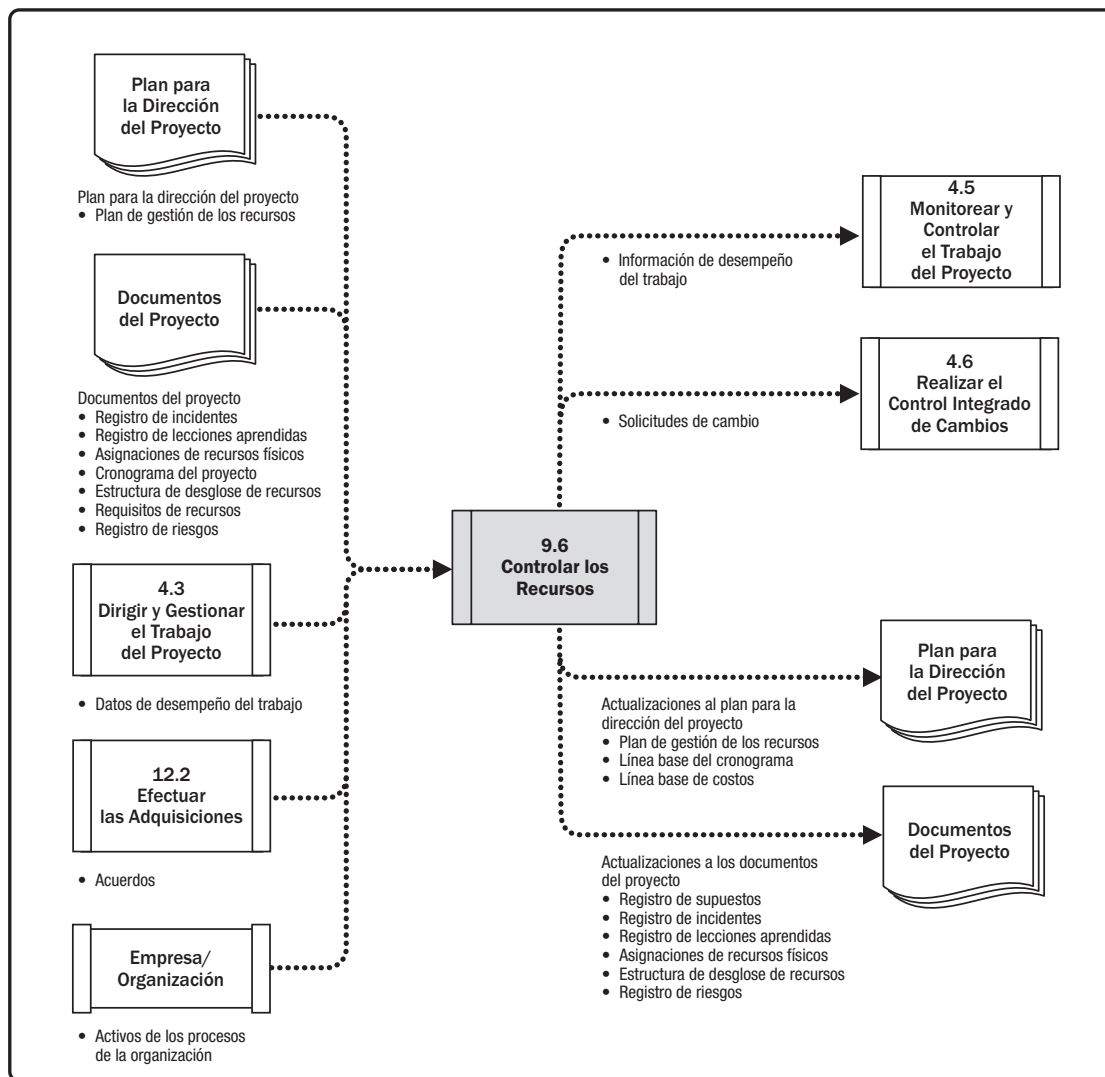 Plan para
la Dirección
del Proyecto
Plan para la dirección del proyecto
• Plan de gestión de los recursos
Documentos
del Proyecto
Documentos del proyecto
• Registro de incidentes
• Registro de lecciones aprendidas
• Asignaciones de recursos físicos
• Cronograma del proyecto
• Estructura de desglose de recursos
• Requisitos de recursos
• Registro de riesgos
4.3
Dirigir y Gestionar
el Trabajo
del Proyecto
• Datos de desempeño del trabajo
12.2
Efectuar
las Adquisiciones
• Acuerdos
Empresa/
Organización
• Activos de los procesos
de la organización
9.6
Controlar los
Recursos
• Información de desempeño
del trabajo
4.5
Monitorear y
Controlar
el Trabajo
del Proyecto
• Solicitudes de cambio
4.6
Realizar el
Control Integrado
de Cambios
Actualizaciones al plan para la
dirección del proyecto
• Plan de gestión de los recursos
• Línea base del cronograma
• Línea base de costos
Plan para
la Dirección
del Proyecto
Actualizaciones a los documentos
del proyecto
• Registro de supuestos
• Registro de incidentes
• Registro de lecciones aprendidas
• Asignaciones de recursos físicos
• Estructura de desglose de recursos
• Registro de riesgos
Documentos
del Proyecto